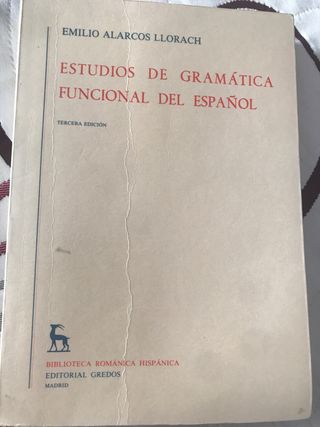 EMILIO ALARCOS LLORACH
ESTUDIOS DE GRAMÁTICA
FUNCIONAL DEL ESPAÑOL
TERCERA EDICIÓN
BIBLIOTECA ROMÁNICA HISPÁNICA
EDITORIAL GREDOS
MADRID